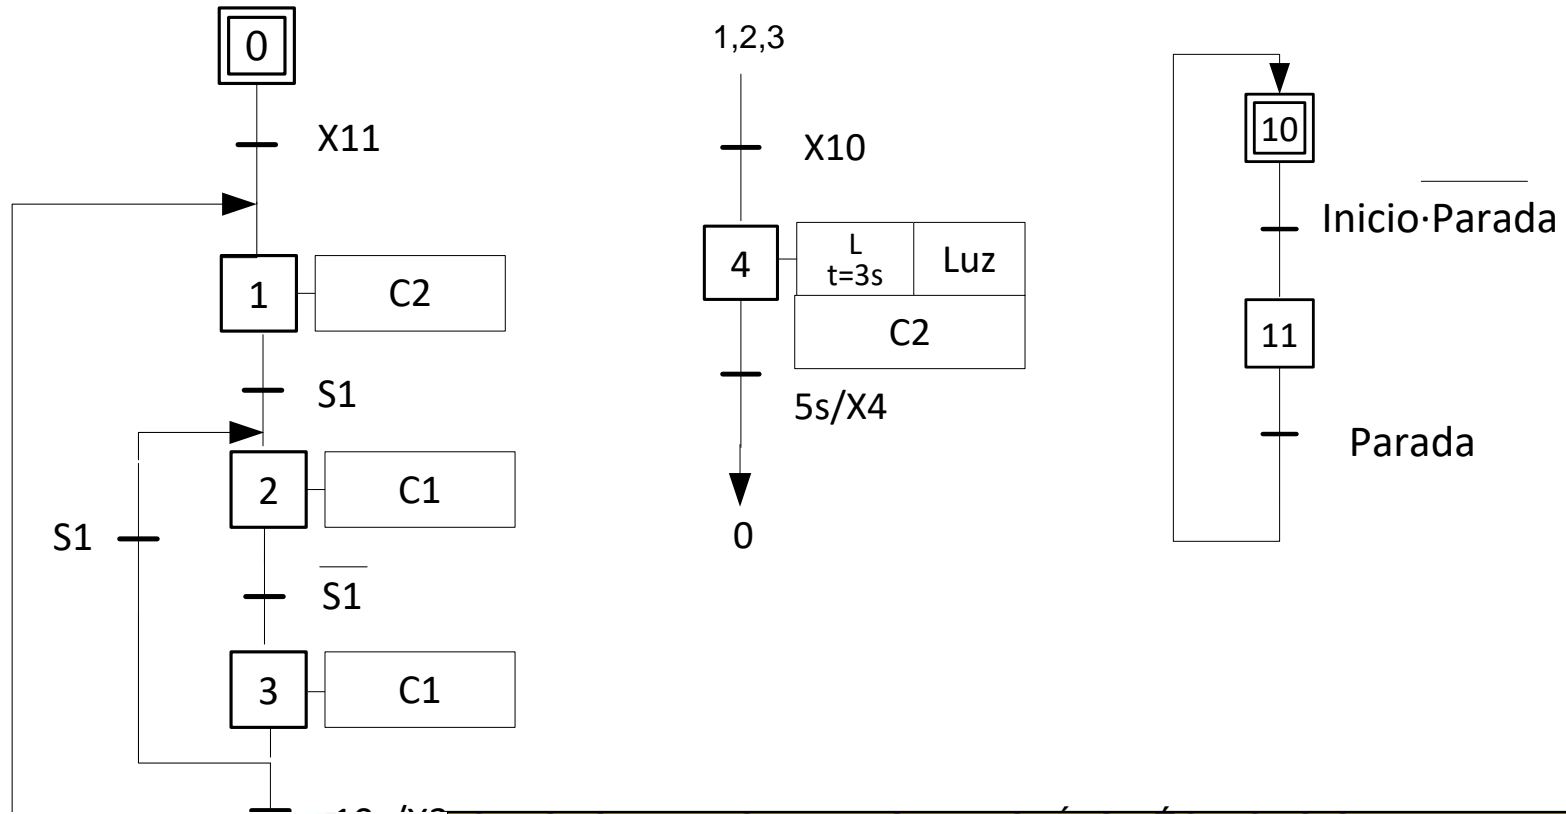 0
X11
1
C2
S1
2
C1
S1
S1
3
C1
1,2,3
X10
4
L
t=3s
Luz
C2
5s/X4
0
10
Inicio·Parada
11
Parada